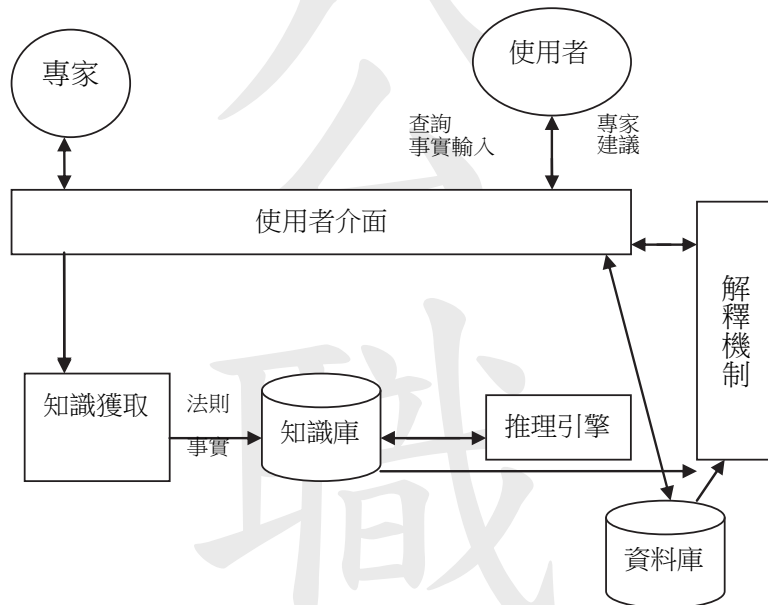 公
職
專家
使用者
查詢
事實輸入
專家
建議
使用者介面
解釋機制
知識獲取
法則
事實
知識庫
推理引擎
資料庫